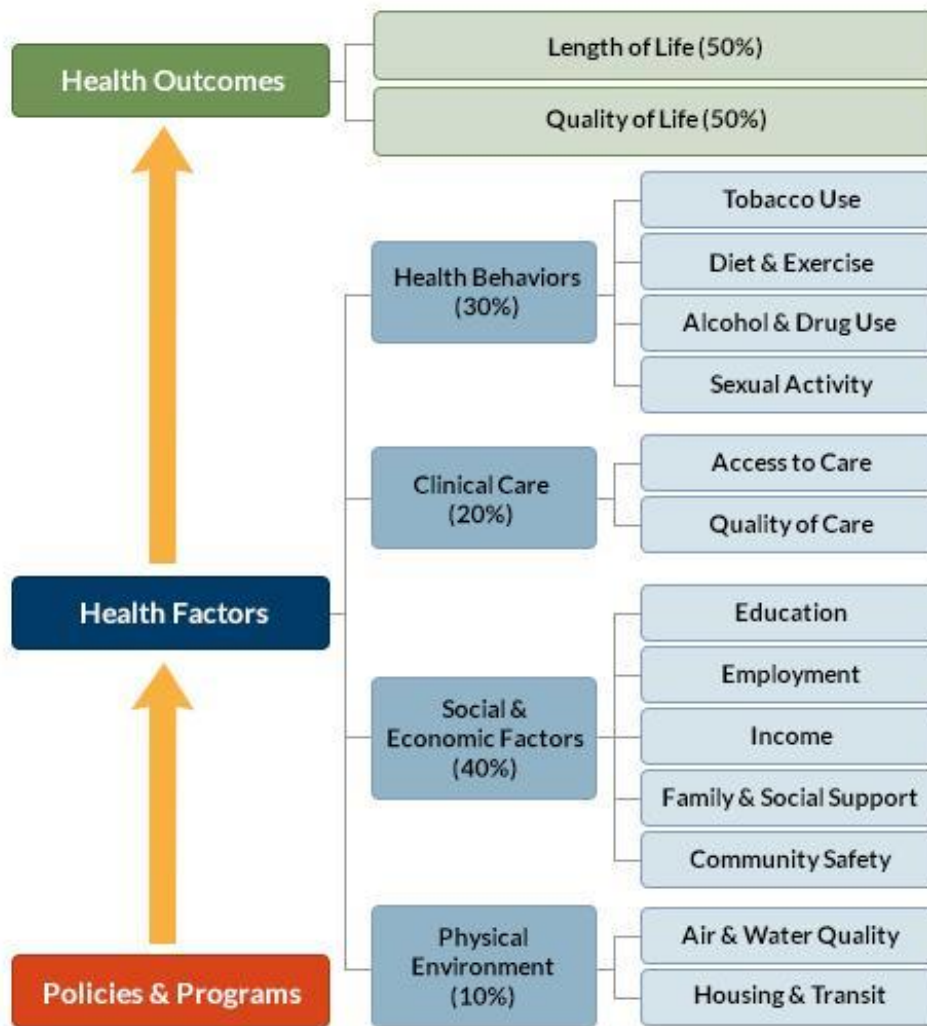 Health Outcomes
Length of Life (50%)
Quality of Life (50%)
Health Factors
Health Behaviors
(30%)
Tobacco Use
Diet & Exercise
Alcohol & Drug Use
Sexual Activity
Clinical Care
(20%)
Access to Care
Quality of Care
Social &
Economic Factors
(40%)
Education
Employment
Income
Family & Social Support
Community Safety
Physical
Environment
(10%)
Air & Water Quality
Housing & Transit
Policies & Programs